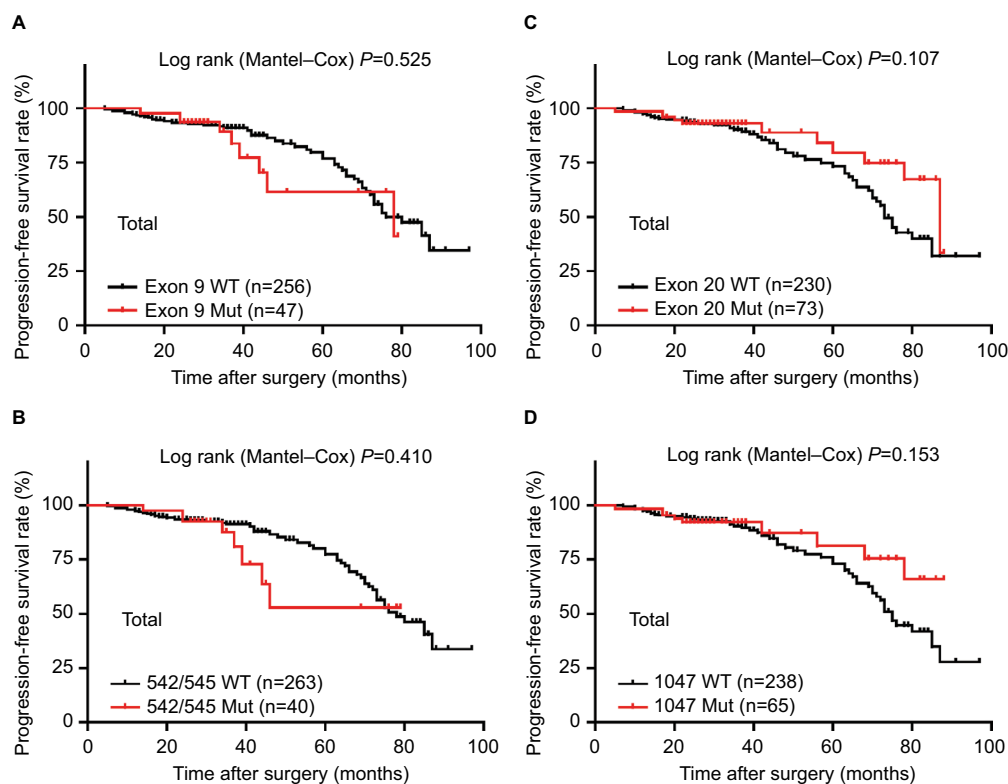 A
Log rank (Mantel–Cox) P=0.525
Progression-free survival rate (%)
100
75
50
25
0
Total
Exon 9 WT (n=256)
Exon 9 Mut (n=47)
0 20 40 60 80 100
Time after surgery (months)
C
Log rank (Mantel–Cox) P=0.107
Progression-free survival rate (%)
100
75
50
25
0
Total
Exon 20 WT (n=230)
Exon 20 Mut (n=73)
0 20 40 60 80 100
Time after surgery (months)
B
Log rank (Mantel–Cox) P=0.410
Progression-free survival rate (%)
100
75
50
25
0
Total
542/545 WT (n=263)
542/545 Mut (n=40)
0 20 40 60 80 100
Time after surgery (months)
D
Log rank (Mantel–Cox) P=0.153
Progression-free survival rate (%)
100
75
50
25
0
Total
1047 WT (n=238)
1047 Mut (n=65)
0 20 40 60 80 100
Time after surgery (months)